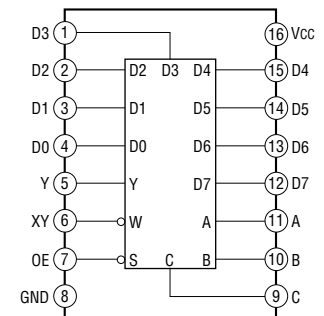 D3 1 16 VCC
D2 2 D2 D3 D4 15 D4
D1 3 D1 D5 14 D5
D0 4 D0 D6 13 D6
Y 5 Y D7 12 D7
XY 6 W A 11 A
OE 7 S C B 10 B
GND 8 9 C